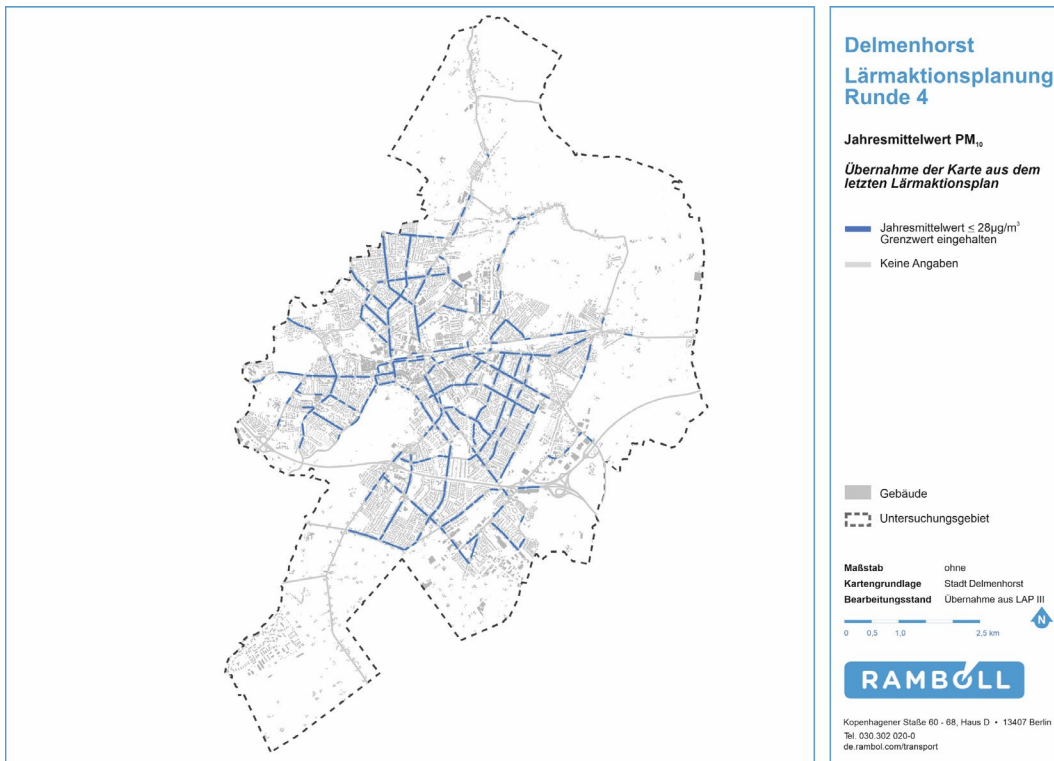 Delmenhorst
Lärmaktionsplanung
Runde 4
Jahresmittelwert PM₁₀
Übernahme der Karte aus dem
letzten Lärmaktionsplan
Jahresmittelwert ≤ 28µg/m³
Grenzwert eingehalten
Keine Angaben
Gebäude
Untersuchungsgebiet
Maßstab ohne
Kartengrundlage Stadt Delmenhorst
Bearbeitungsstand Übernahme aus LAP III
N
0 0,5 1,0 2,5 km
RAMBOLL
Kopenhagener Straße 60 - 68, Haus D • 13407 Berlin
Tel. 030.302 020-0
de.rambol.com/transport